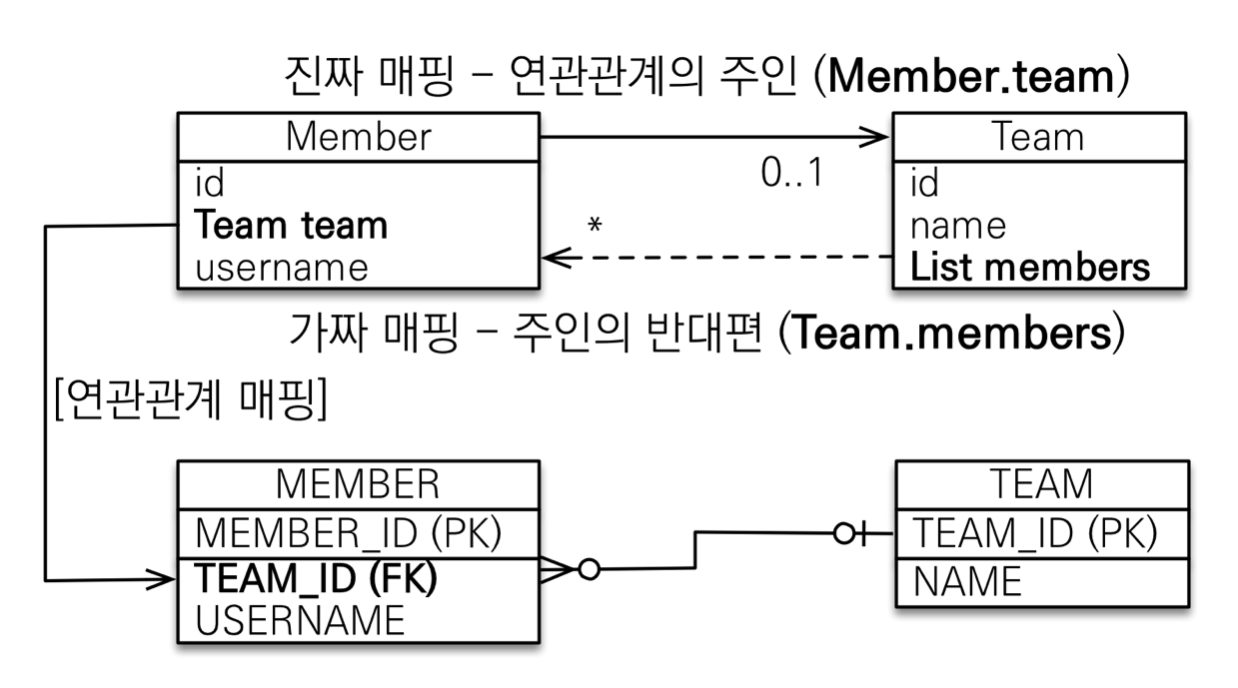 진짜 매핑 - 연관관계의 주인 (Member.team)
Member
id
Team team
username
0..1
*
Team
id
name
List members
가짜 매핑 - 주인의 반대편 (Team.members)
[연관관계 매핑]
MEMBER
MEMBER_ID (PK)
TEAM_ID (FK)
USERNAME
TEAM
TEAM_ID (PK)
NAME